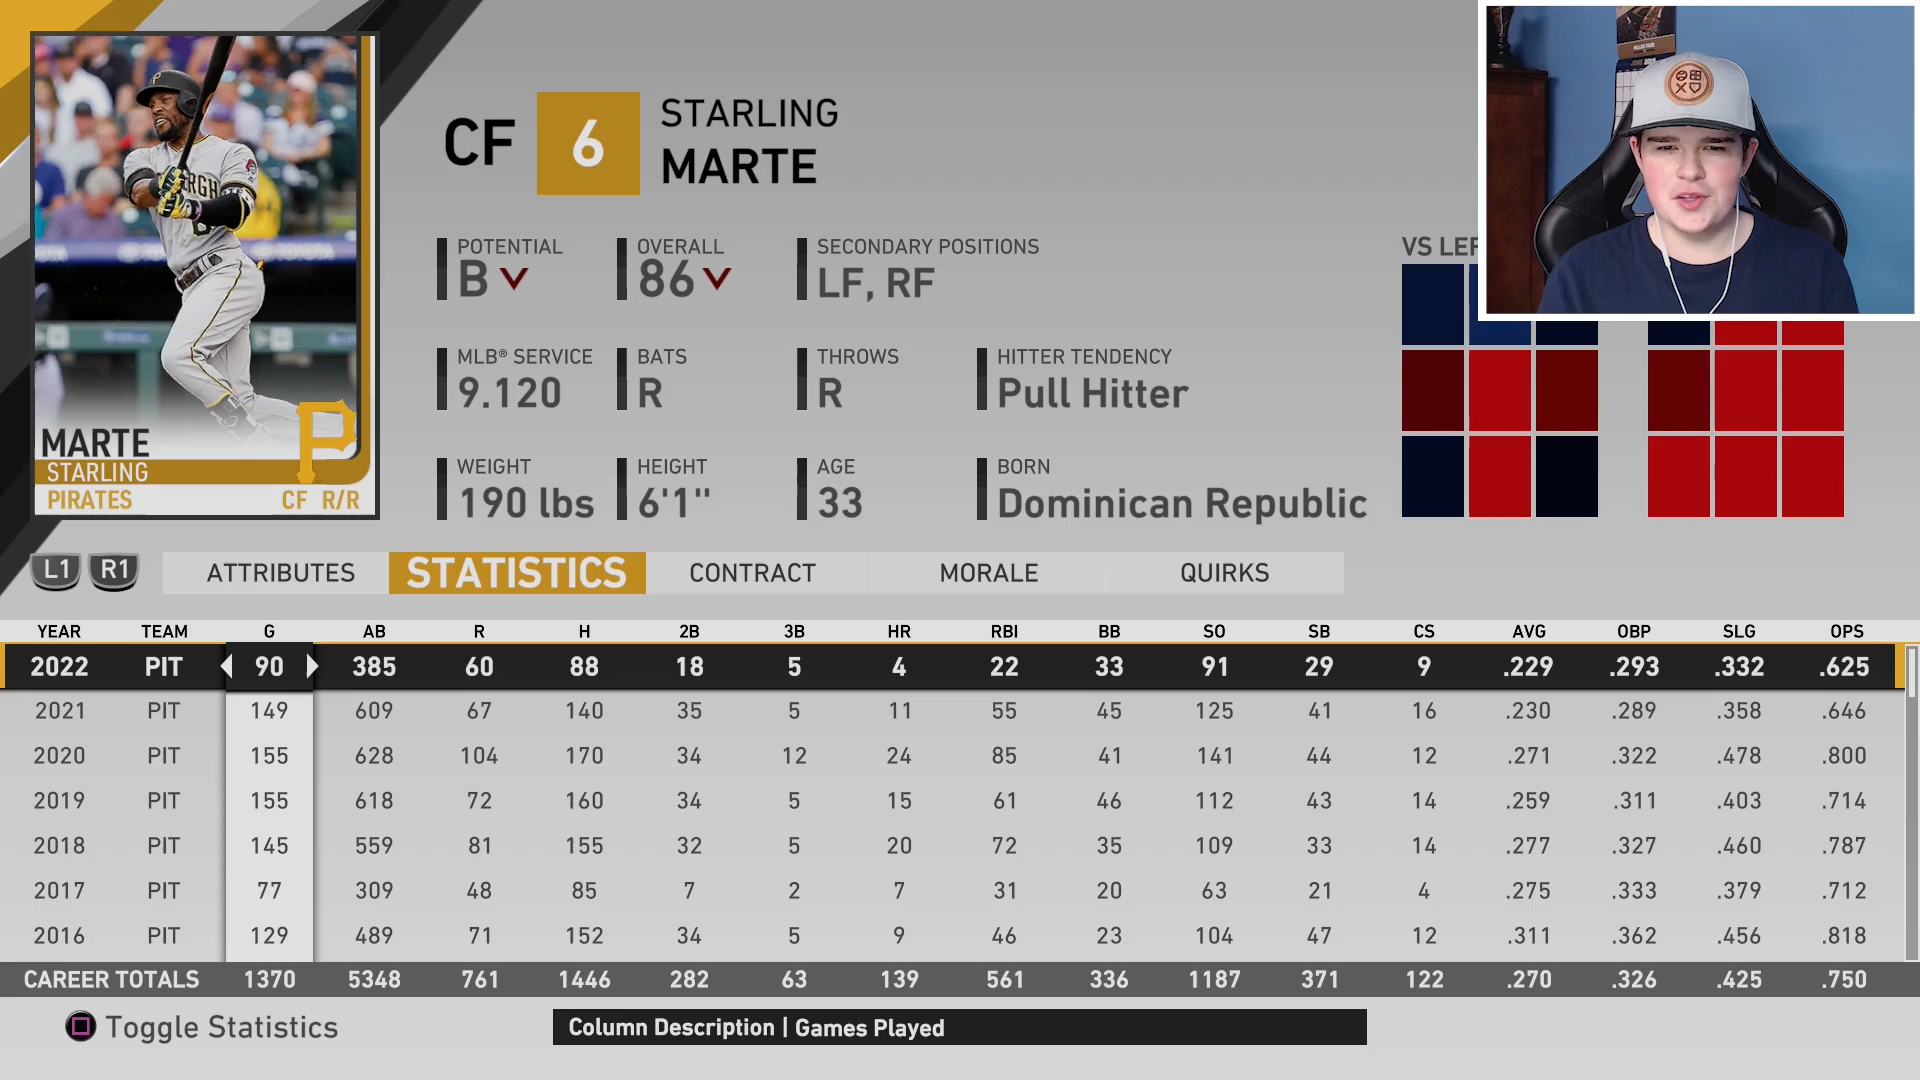 CF 6 STARLING
MARTE
POTENTIAL OVERALL SECONDARY POSITIONS
B 86 LF, RF
VS LEF
MLB® SERVICE BATS THROWS HITTER TENDENCY
9.120 R R Pull Hitter
WEIGHT HEIGHT AGE BORN
190 lbs 6'1" 33 Dominican Republic
MARTE
STARLING
PIRATES CF R/R
P
L1 R1 ATTRIBUTES STATISTICS CONTRACT MORALE QUIRKS
YEAR TEAM G AB R H 2B 3B HR RBI BB SO SB CS AVG OBP SLG OPS
2022 PIT 90 385 60 88 18 5 4 22 33 91 29 9 .229 .293 .332 .625
2021 PIT 149 609 67 140 35 5 11 55 45 125 41 16 .230 .289 .358 .646
2020 PIT 155 628 104 170 34 12 24 85 41 141 44 12 .271 .322 .478 .800
2019 PIT 155 618 72 160 34 5 15 61 46 112 43 14 .259 .311 .403 .714
2018 PIT 145 559 81 155 32 5 20 72 35 109 33 14 .277 .327 .460 .787
2017 PIT 77 309 48 85 7 2 7 31 20 63 21 4 .275 .333 .379 .712
2016 PIT 129 489 71 152 34 5 9 46 23 104 47 12 .311 .362 .456 .818
CAREER TOTALS 1370 5348 761 1446 282 63 139 561 336 1187 371 122 .270 .326 .425 .750
Toggle Statistics
Column Description | Games Played